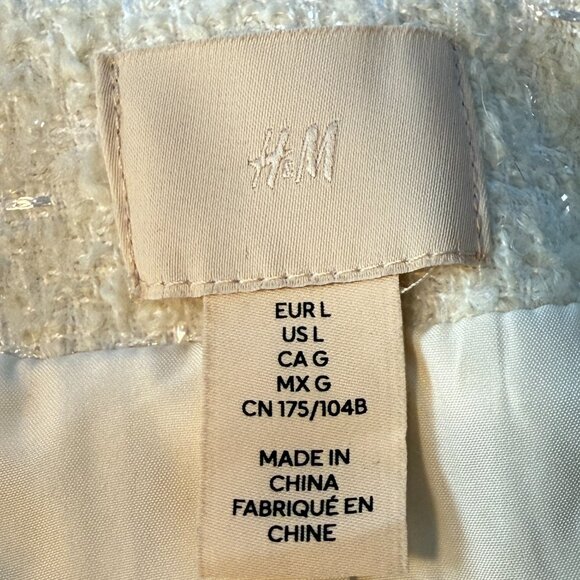 H&M
EUR L
US L
CA G
MX G
CN 175/104B
MADE IN
CHINA
FABRIQUÉ EN
CHINE